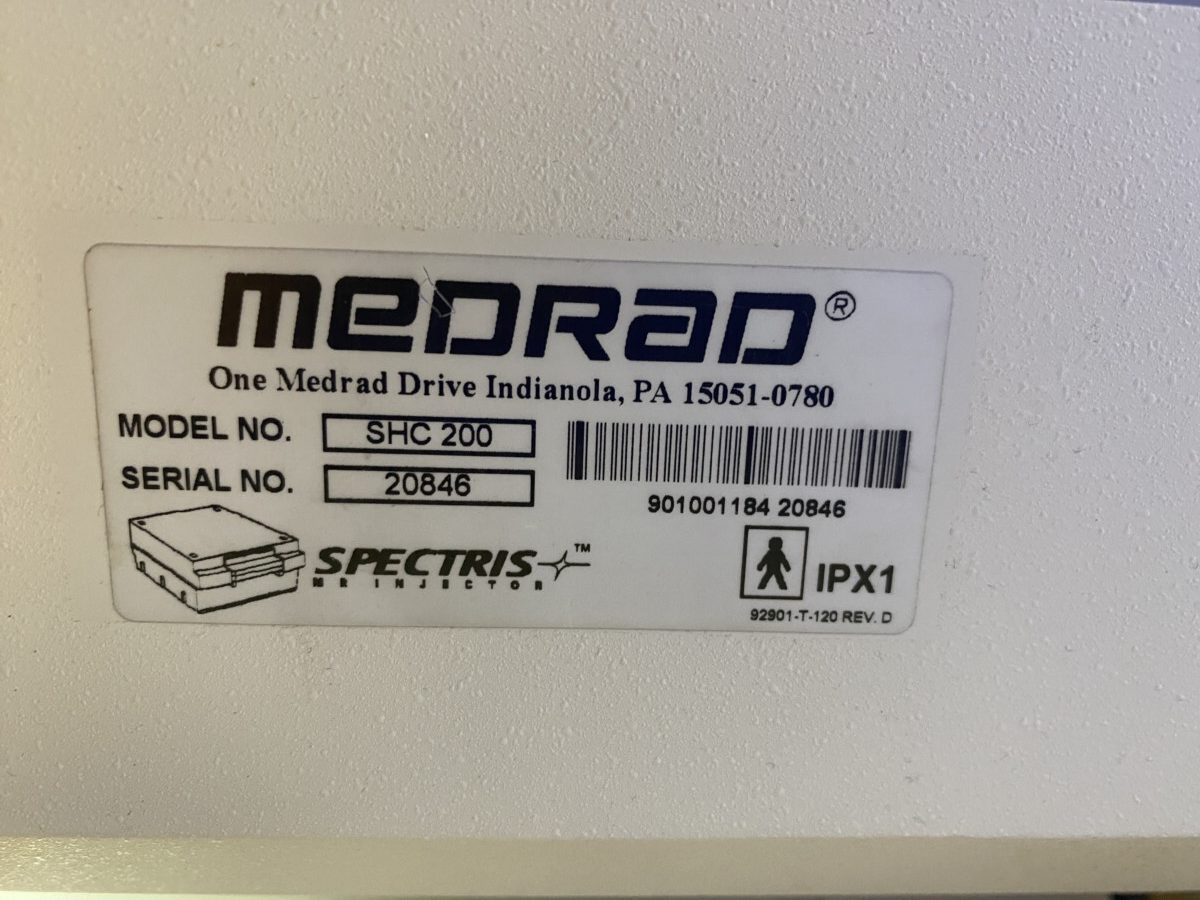 MEDRAD®
One Medrad Drive Indianola, PA 15051-0780
MODEL NO. SHC 200
SERIAL NO. 20846
901001184 20846
SPECTRIS™
MR INJECTOR
IPX1
92901-T-120 REV. D